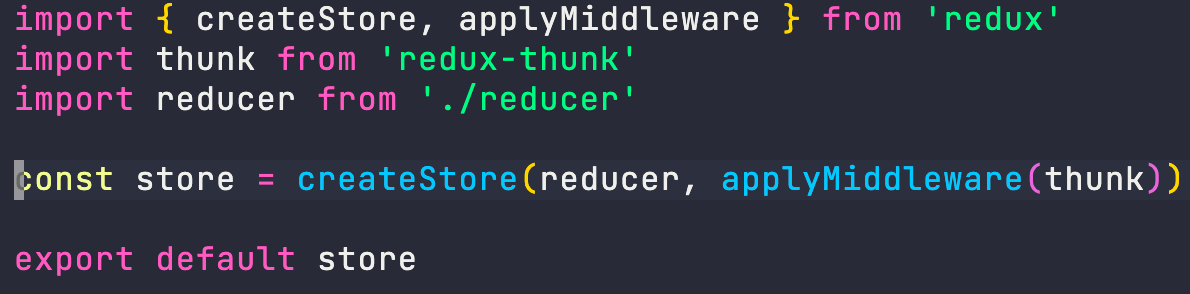 import { createStore, applyMiddleware } from 'redux'
import thunk from 'redux-thunk'
import reducer from './reducer'
const store = createStore(reducer, applyMiddleware(thunk))
export default store